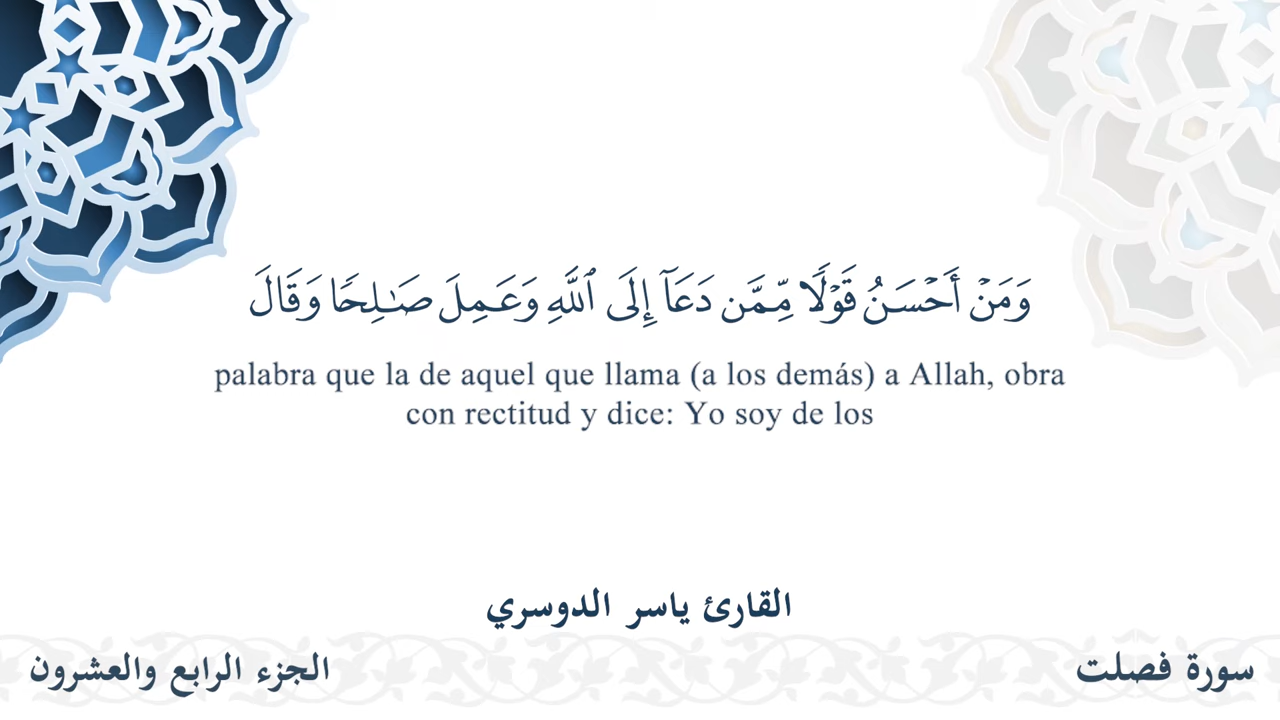 وَمَنْ أَحْسَنُ قَوْلًا مِّمَّن دَعَآ إِلَى ٱللَّهِ وَعَمِلَ صَـٰلِحًا وَقَالَ
palabra que la de aquel que llama (a los demás) a Allah, obra
con rectitud y dice: Yo soy de los
القارئ ياسر الدوسري
سورة فصلت
الجزء الرابع والعشرون